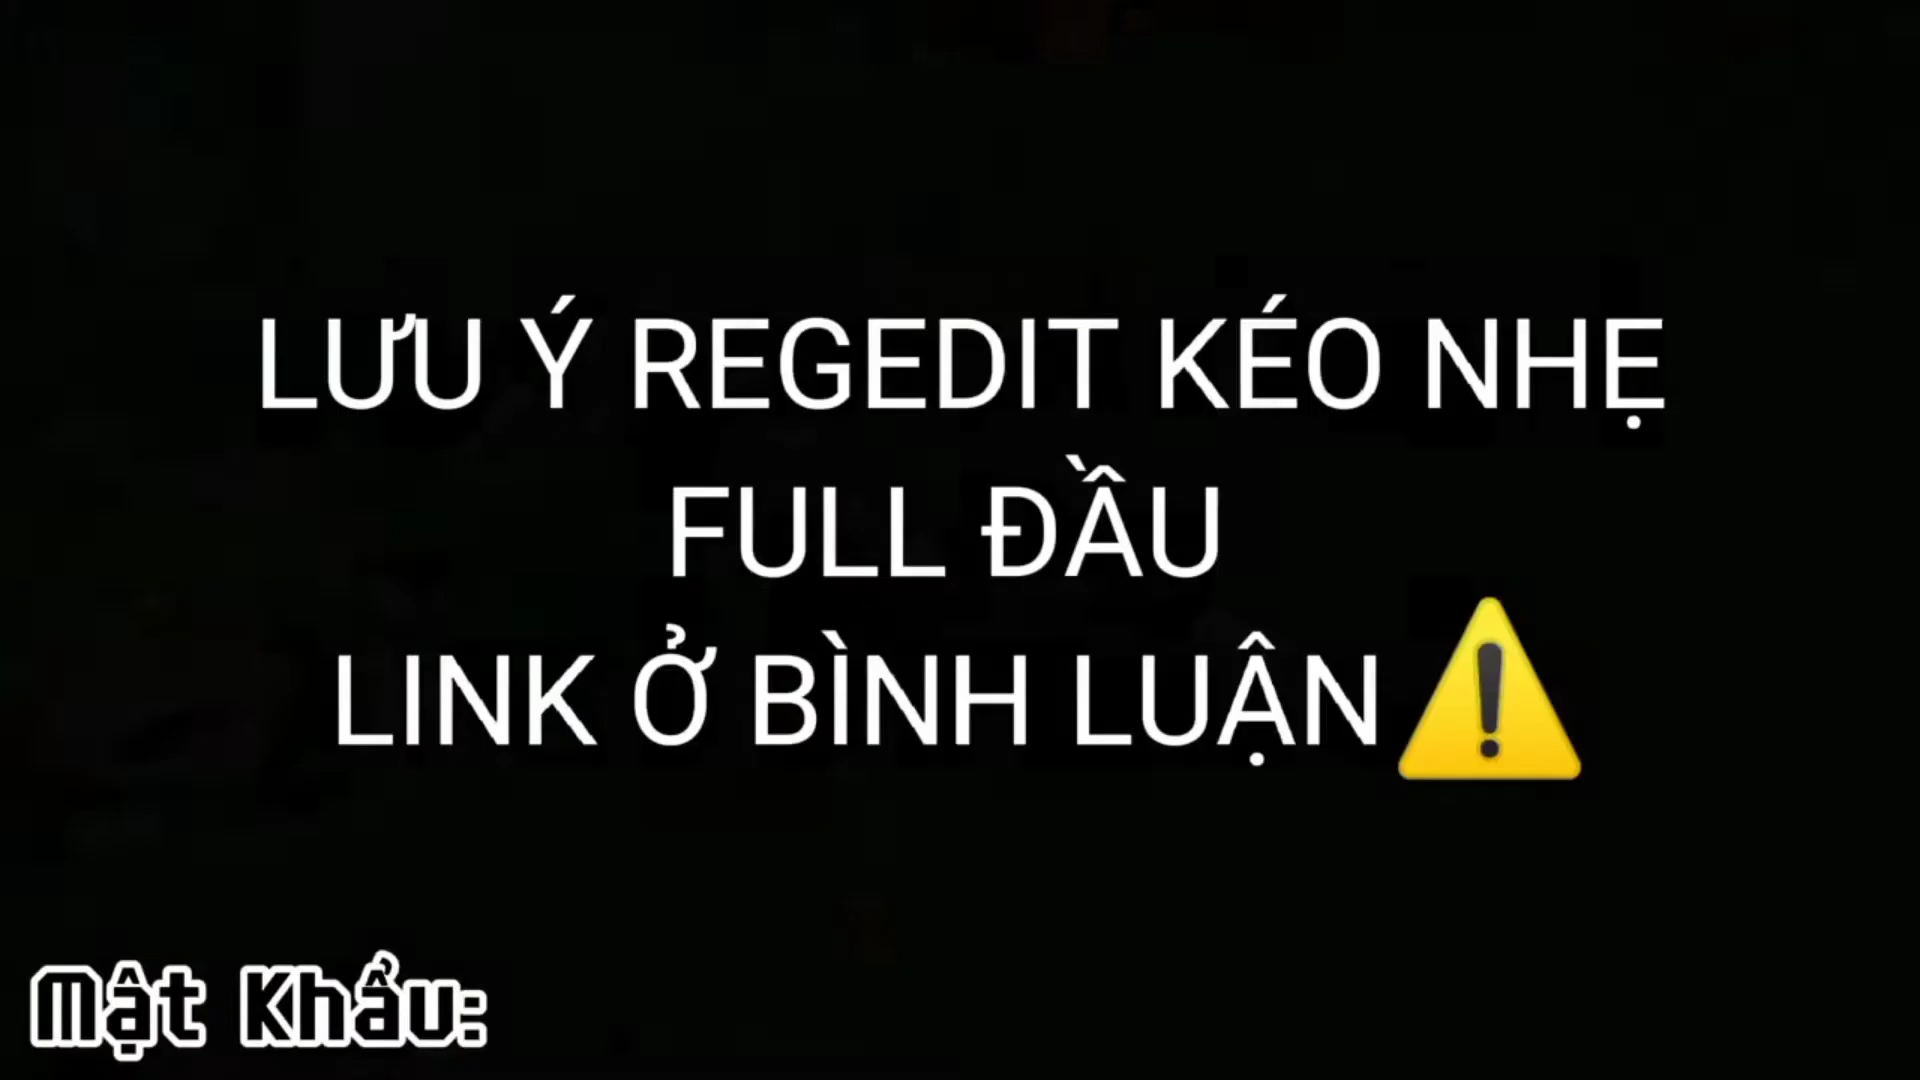 LƯU Ý REGEDIT KÉO NHẸ
FULL ĐẦU
LINK Ở BÌNH LUẬN⚠️
Mật Khẩu: